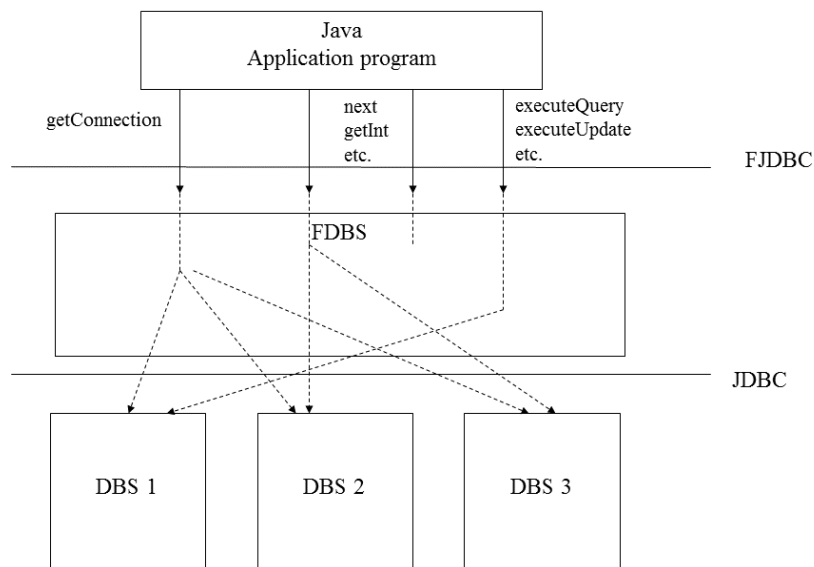 Java
Application program
getConnection
next
getInt
etc.
executeQuery
executeUpdate
etc.
FJDBC
FDBS
JDBC
DBS 1
DBS 2
DBS 3